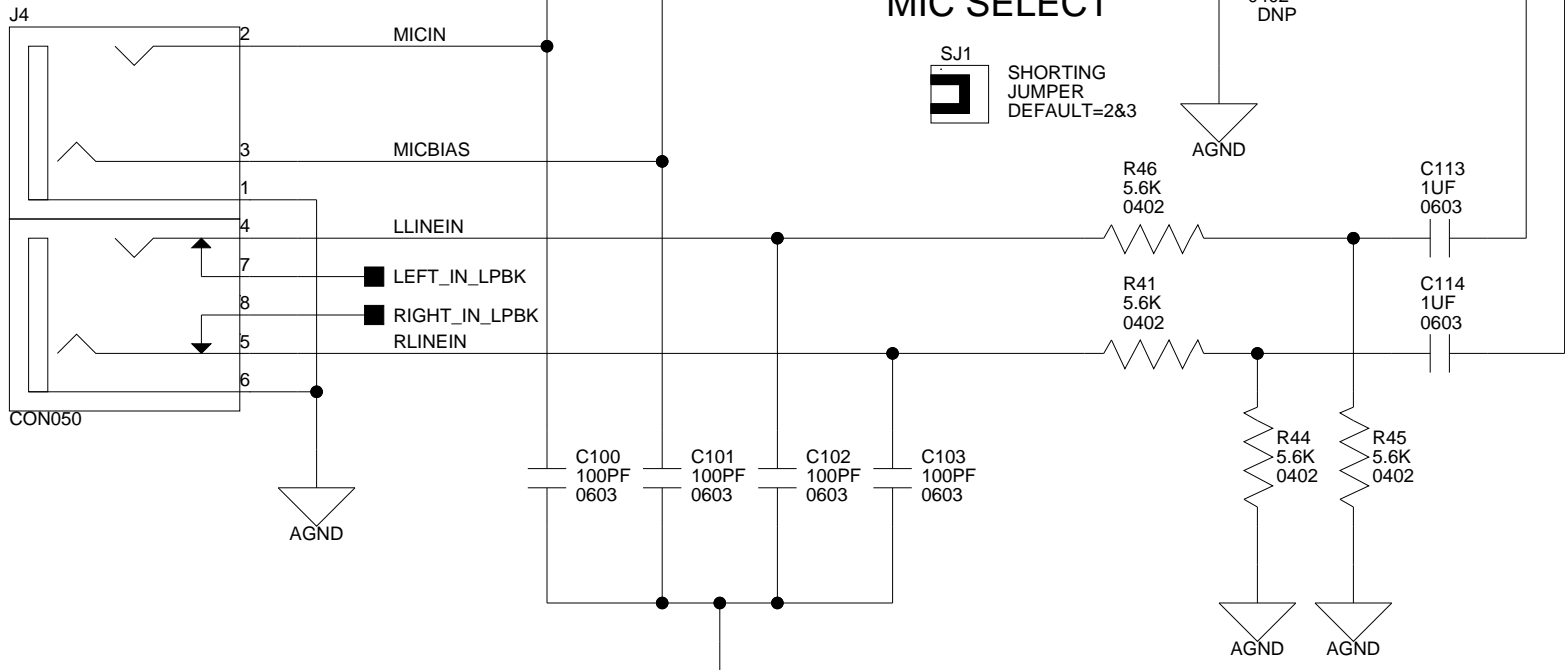 J4
MIC SELECT
DNP
2
MICIN
SJ1
SHORTING
JUMPER
DEFAULT=2&3
3
MICBIAS
AGND
1
R46
5.6K
0402
C113
1UF
0603
4
LLINEIN
7
LEFT_IN_LPBK
8
RIGHT_IN_LPBK
5
RLINEIN
R41
5.6K
0402
C114
1UF
0603
6
CON050
C100
100PF
0603
C101
100PF
0603
C102
100PF
0603
C103
100PF
0603
R44
5.6K
0402
R45
5.6K
0402
AGND
AGND
AGND